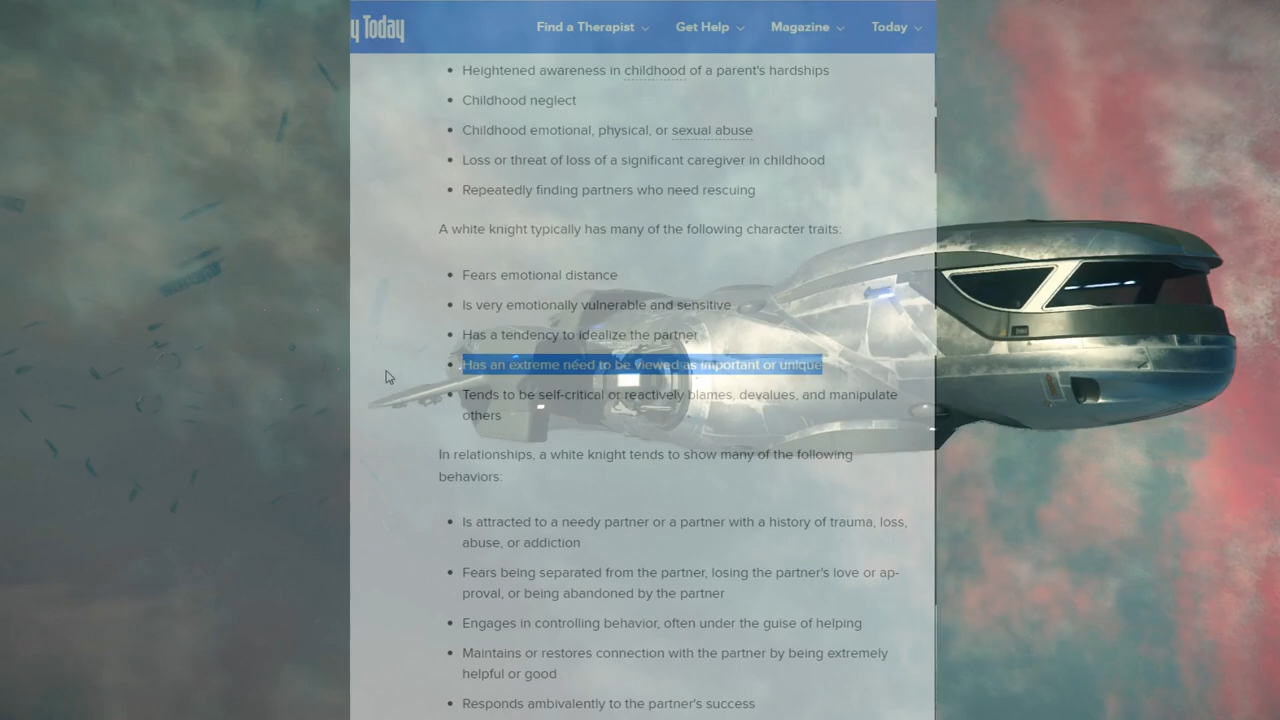 y Today Find a Therapist Get Help Magazine Today
Heightened awareness in childhood of a parent's hardships
Childhood neglect
Childhood emotional, physical, or sexual abuse
Loss or threat of loss of a significant caregiver in childhood
Repeatedly finding partners who need rescuing
A white knight typically has many of the following character traits:
Fears emotional distance
Is very emotionally vulnerable and sensitive
Has a tendency to idealize the partner
Has an extreme need to be viewed as important or unique
Tends to be self-critical or reactively blames, devalues, and manipulate
others
In relationships, a white knight tends to show many of the following
behaviors:
Is attracted to a needy partner or a partner with a history of trauma, loss,
abuse, or addiction
Fears being separated from the partner, losing the partner's love or ap-
proval, or being abandoned by the partner
Engages in controlling behavior, often under the guise of helping
Maintains or restores connection with the partner by being extremely
helpful or good
Responds ambivalently to the partner's success